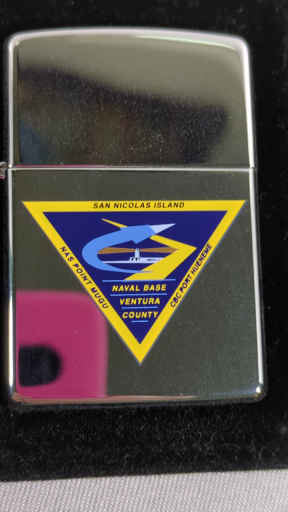 SAN NICOLAS ISLAND
NAS POINT MUGU
CBC PORT HUENEME
NAVAL BASE
VENTURA
COUNTY